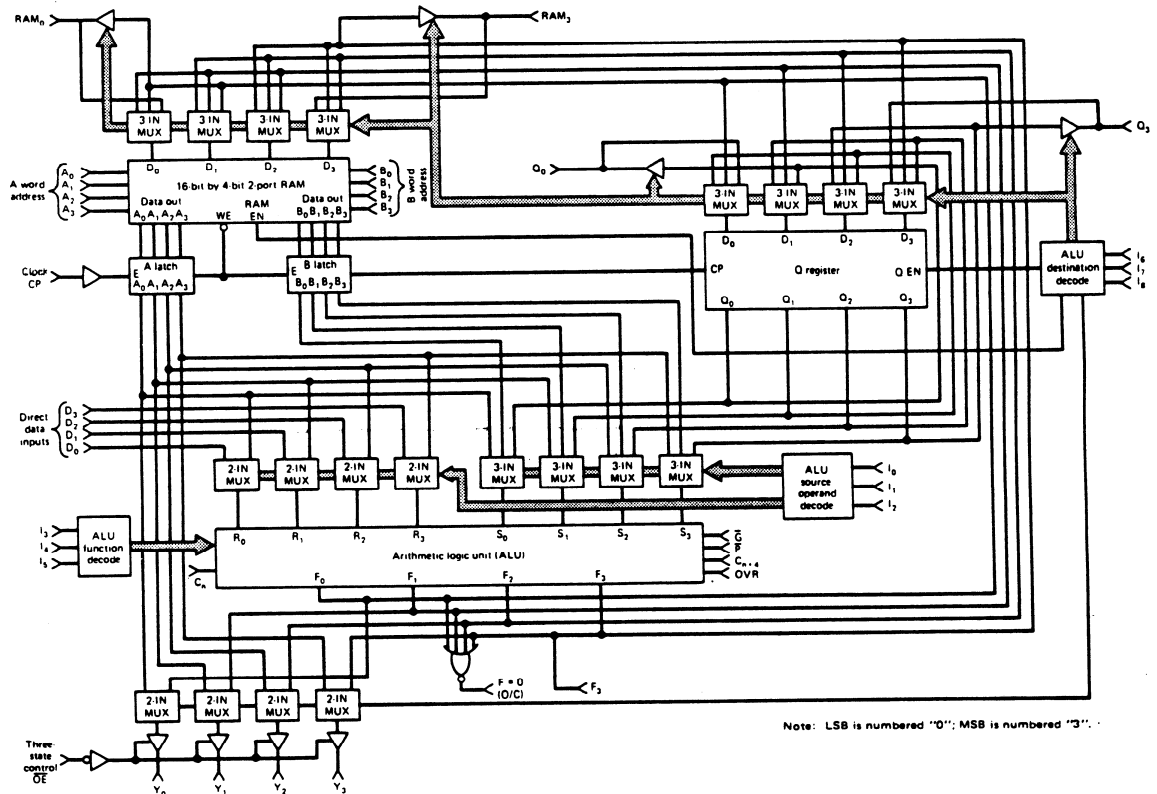 RAMn RAM3
3-IN MUX 3-IN MUX 3-IN MUX 3-IN MUX
Q3
Q0
D0 D1 D2 D3
A word address
A0
A1
A2
A3
16-bit by 4-bit 2-port RAM
Data out
A0 A1 A2 A3
WE
RAM EN
Data out
B0 B1 B2 B3
B0
B1
B2
B3
B word address
3-IN MUX 3-IN MUX 3-IN MUX 3-IN MUX
D0 D1 D2 D3
CP Q register Q EN
Q0 Q1 Q2 Q3
ALU destination decode
I6
I7
I8
Clock CP
E A latch
A0 A1 A2 A3
E B latch
B0 B1 B2 B3
Direct data inputs
D3
D2
D1
D0
2-IN MUX 2-IN MUX 2-IN MUX 2-IN MUX
3-IN MUX 3-IN MUX 3-IN MUX 3-IN MUX
ALU source operand decode
I0
I1
I2
I3
I4
I5
ALU function decode
R0 R1 R2 R3 S0 S1 S2 S3
Arithmetic logic unit (ALU)
Cn
F0 F1 F2 F3
G̅
P̅
Cn+4
OVR
F = 0
(O/C)
F3
2-IN MUX 2-IN MUX 2-IN MUX 2-IN MUX
Note: LSB is numbered "0"; MSB is numbered "3".
Three-state control O̅E̅
Y0 Y1 Y2 Y3